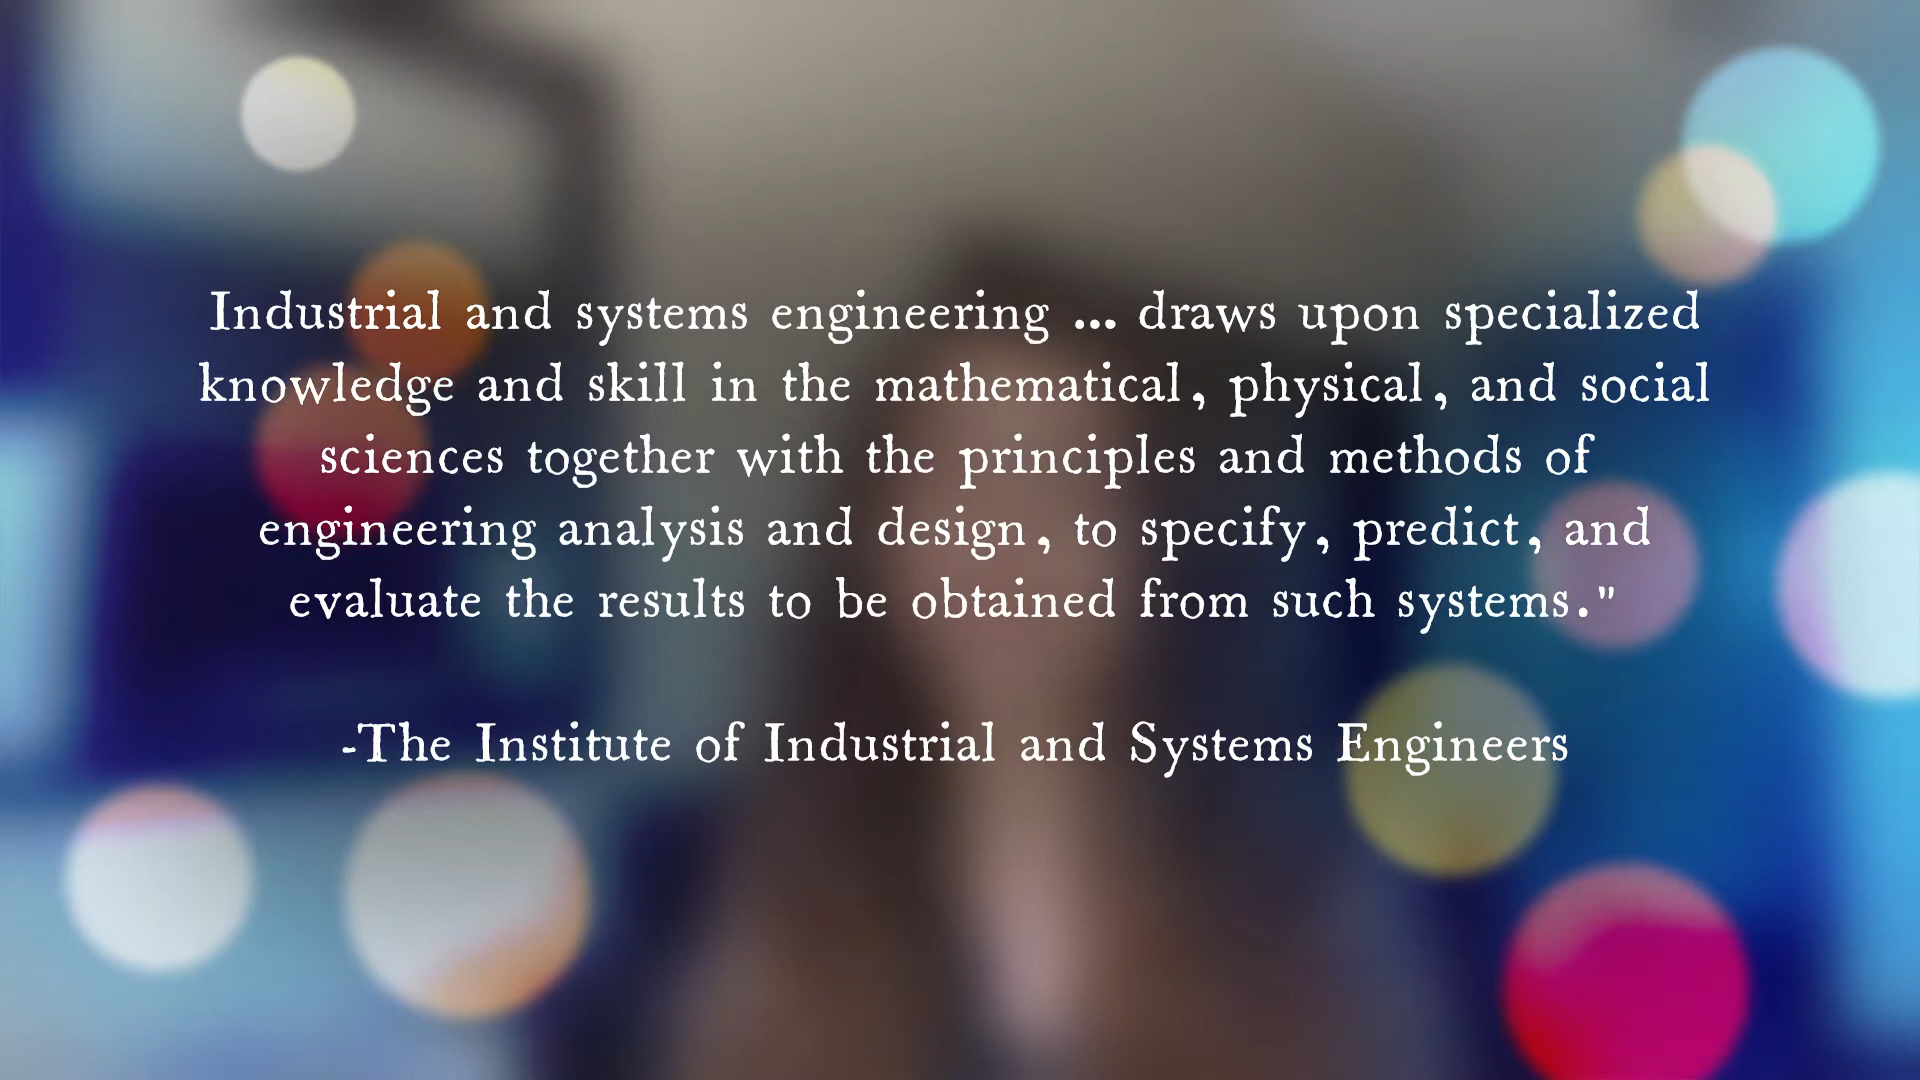 Industrial and systems engineering ... draws upon specialized
knowledge and skill in the mathematical, physical, and social
sciences together with the principles and methods of
engineering analysis and design, to specify, predict, and
evaluate the results to be obtained from such systems."
-The Institute of Industrial and Systems Engineers